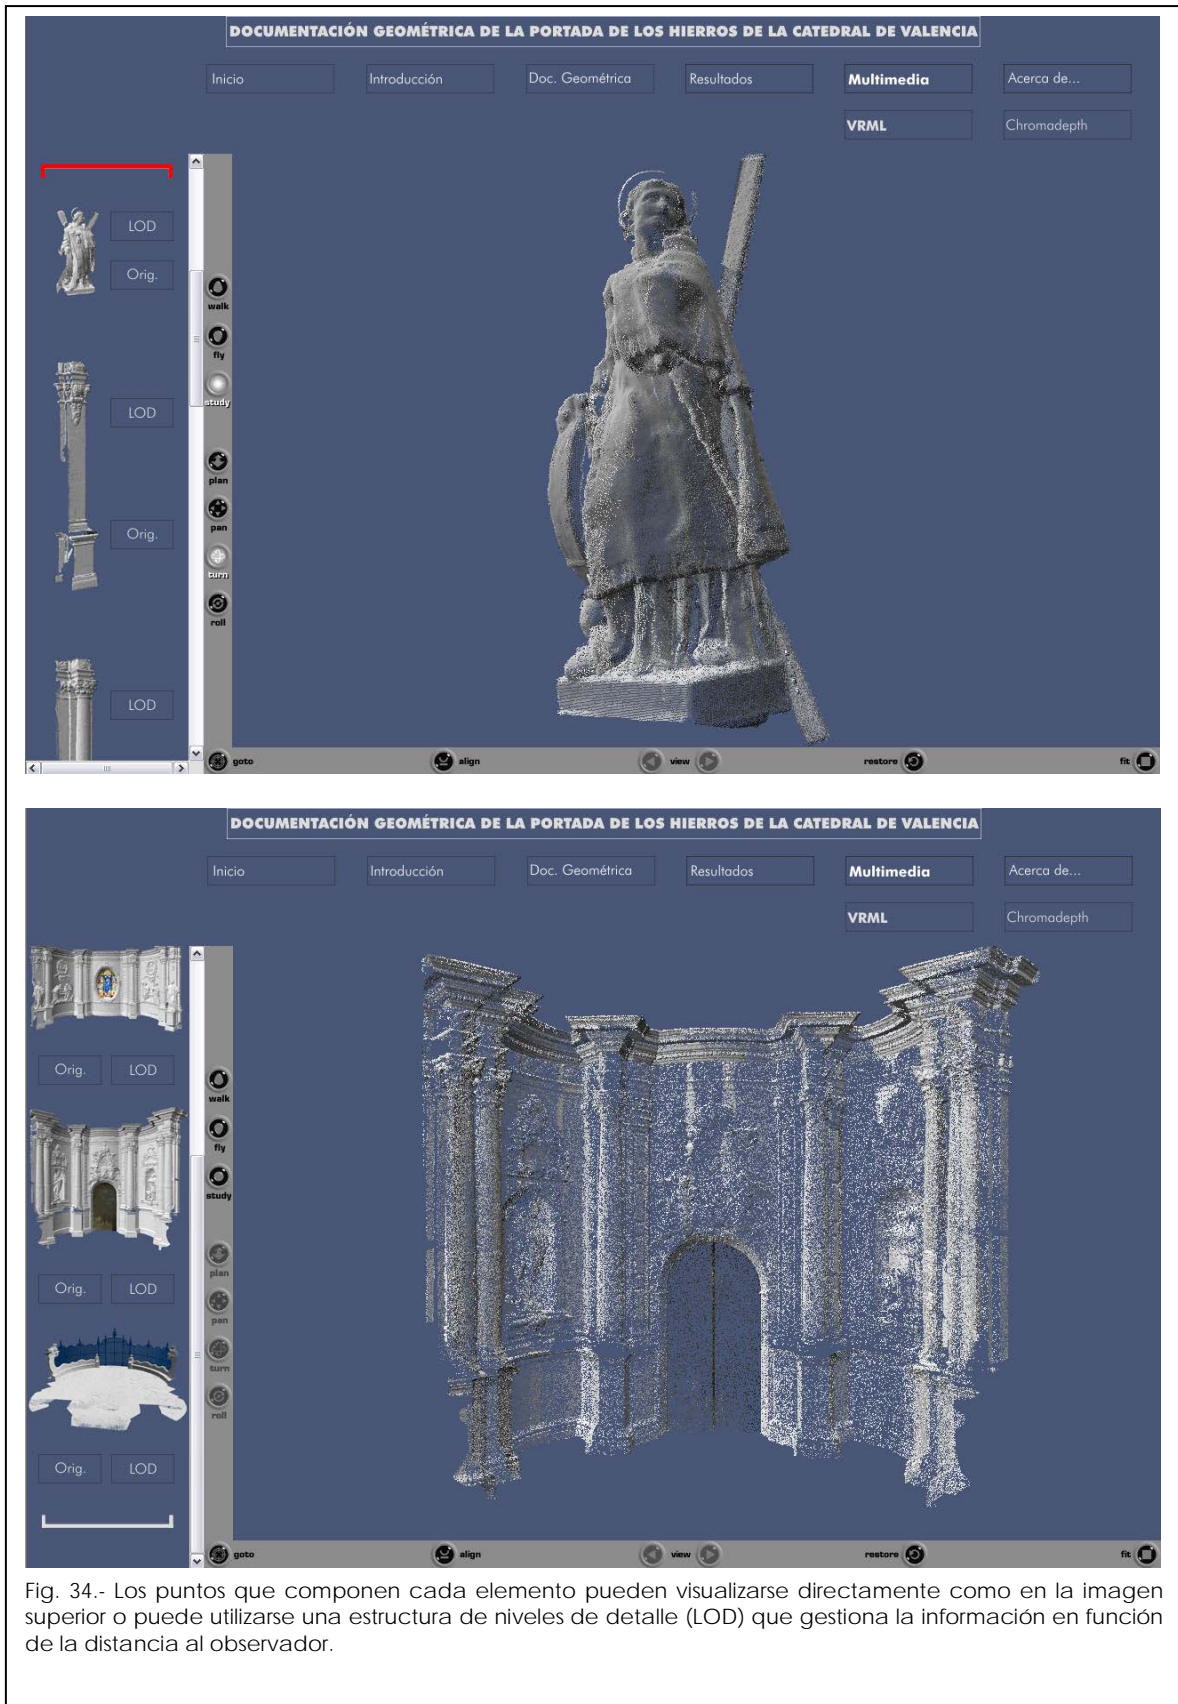 DOCUMENTACIÓN GEOMÉTRICA DE LA PORTADA DE LOS HIERROS DE LA CATEDRAL DE VALENCIA
Inicio
Introducción
Doc. Geométrica
Resultados
Multimedia
Acerca de...
VRML
Chromadepth
LOD
Orig.
LOD
Orig.
LOD
walk
fly
study
plan
pan
turn
roll
goto
align
view
restore
fit
DOCUMENTACIÓN GEOMÉTRICA DE LA PORTADA DE LOS HIERROS DE LA CATEDRAL DE VALENCIA
Inicio
Introducción
Doc. Geométrica
Resultados
Multimedia
Acerca de...
VRML
Chromadepth
Orig.
LOD
Orig.
LOD
Orig.
LOD
walk
fly
study
plan
pan
turn
roll
goto
align
view
restore
fit
Fig. 34.- Los puntos que componen cada elemento pueden visualizarse directamente como en la imagen
superior o puede utilizarse una estructura de niveles de detalle (LOD) que gestiona la información en función
de la distancia al observador.